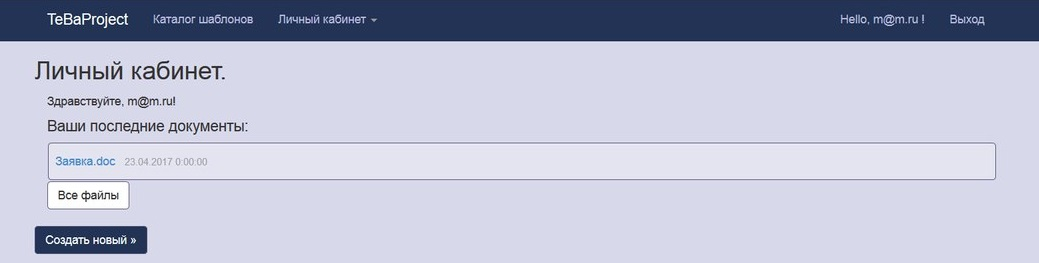 TeBaProject Каталог шаблонов Личный кабинет Hello, m@m.ru ! Выход
Личный кабинет.
Здравствуйте, m@m.ru!
Ваши последние документы:
Заявка.doc 23.04.2017 0:00:00
Все файлы
Создать новый »